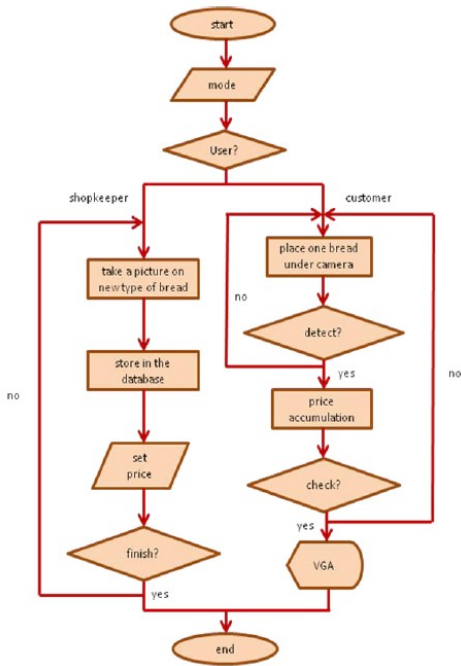 start
mode
User?
shopkeeper
customer
take a picture on
new type of bread
place one bread
under camera
no
detect?
store in the
database
yes
no
no
price
accumulation
set
price
check?
yes
finish?
VGA
yes
end